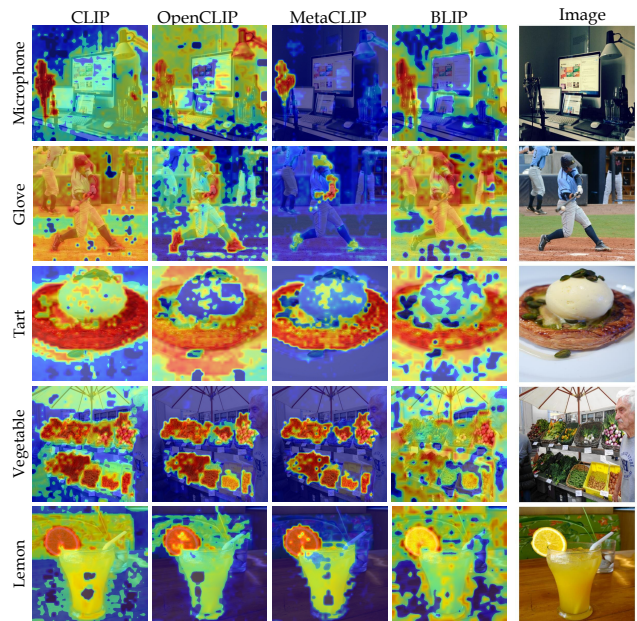 CLIP OpenCLIP MetaCLIP BLIP Image
Microphone
Glove
Tart
Vegetable
Lemon